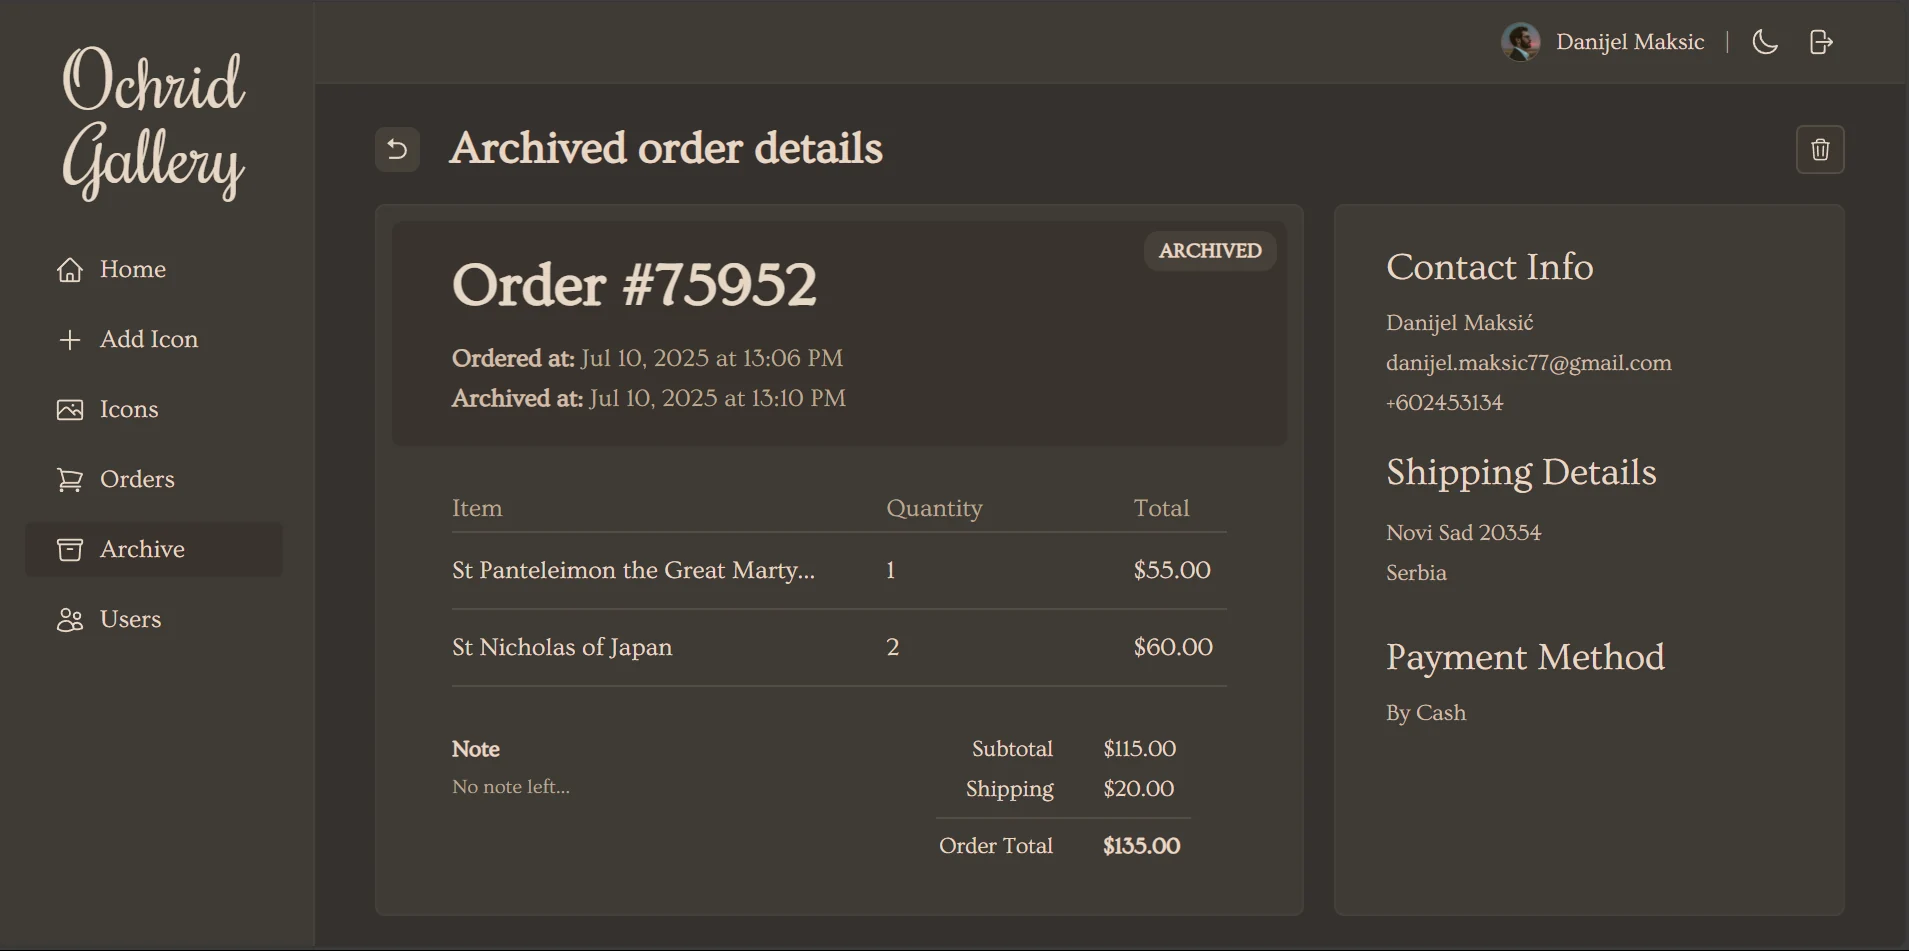 Ochrid
Gallery
Home
Add Icon
Icons
Orders
Archive
Users
Danijel Maksic
Archived order details
ARCHIVED
Order #75952
Ordered at: Jul 10, 2025 at 13:06 PM
Archived at: Jul 10, 2025 at 13:10 PM
Item Quantity Total
St Panteleimon the Great Marty... 1 $55.00
St Nicholas of Japan 2 $60.00
Note
No note left...
Subtotal $115.00
Shipping $20.00
Order Total $135.00
Contact Info
Danijel Maksić
danijel.maksic77@gmail.com
+602453134
Shipping Details
Novi Sad 20354
Serbia
Payment Method
By Cash